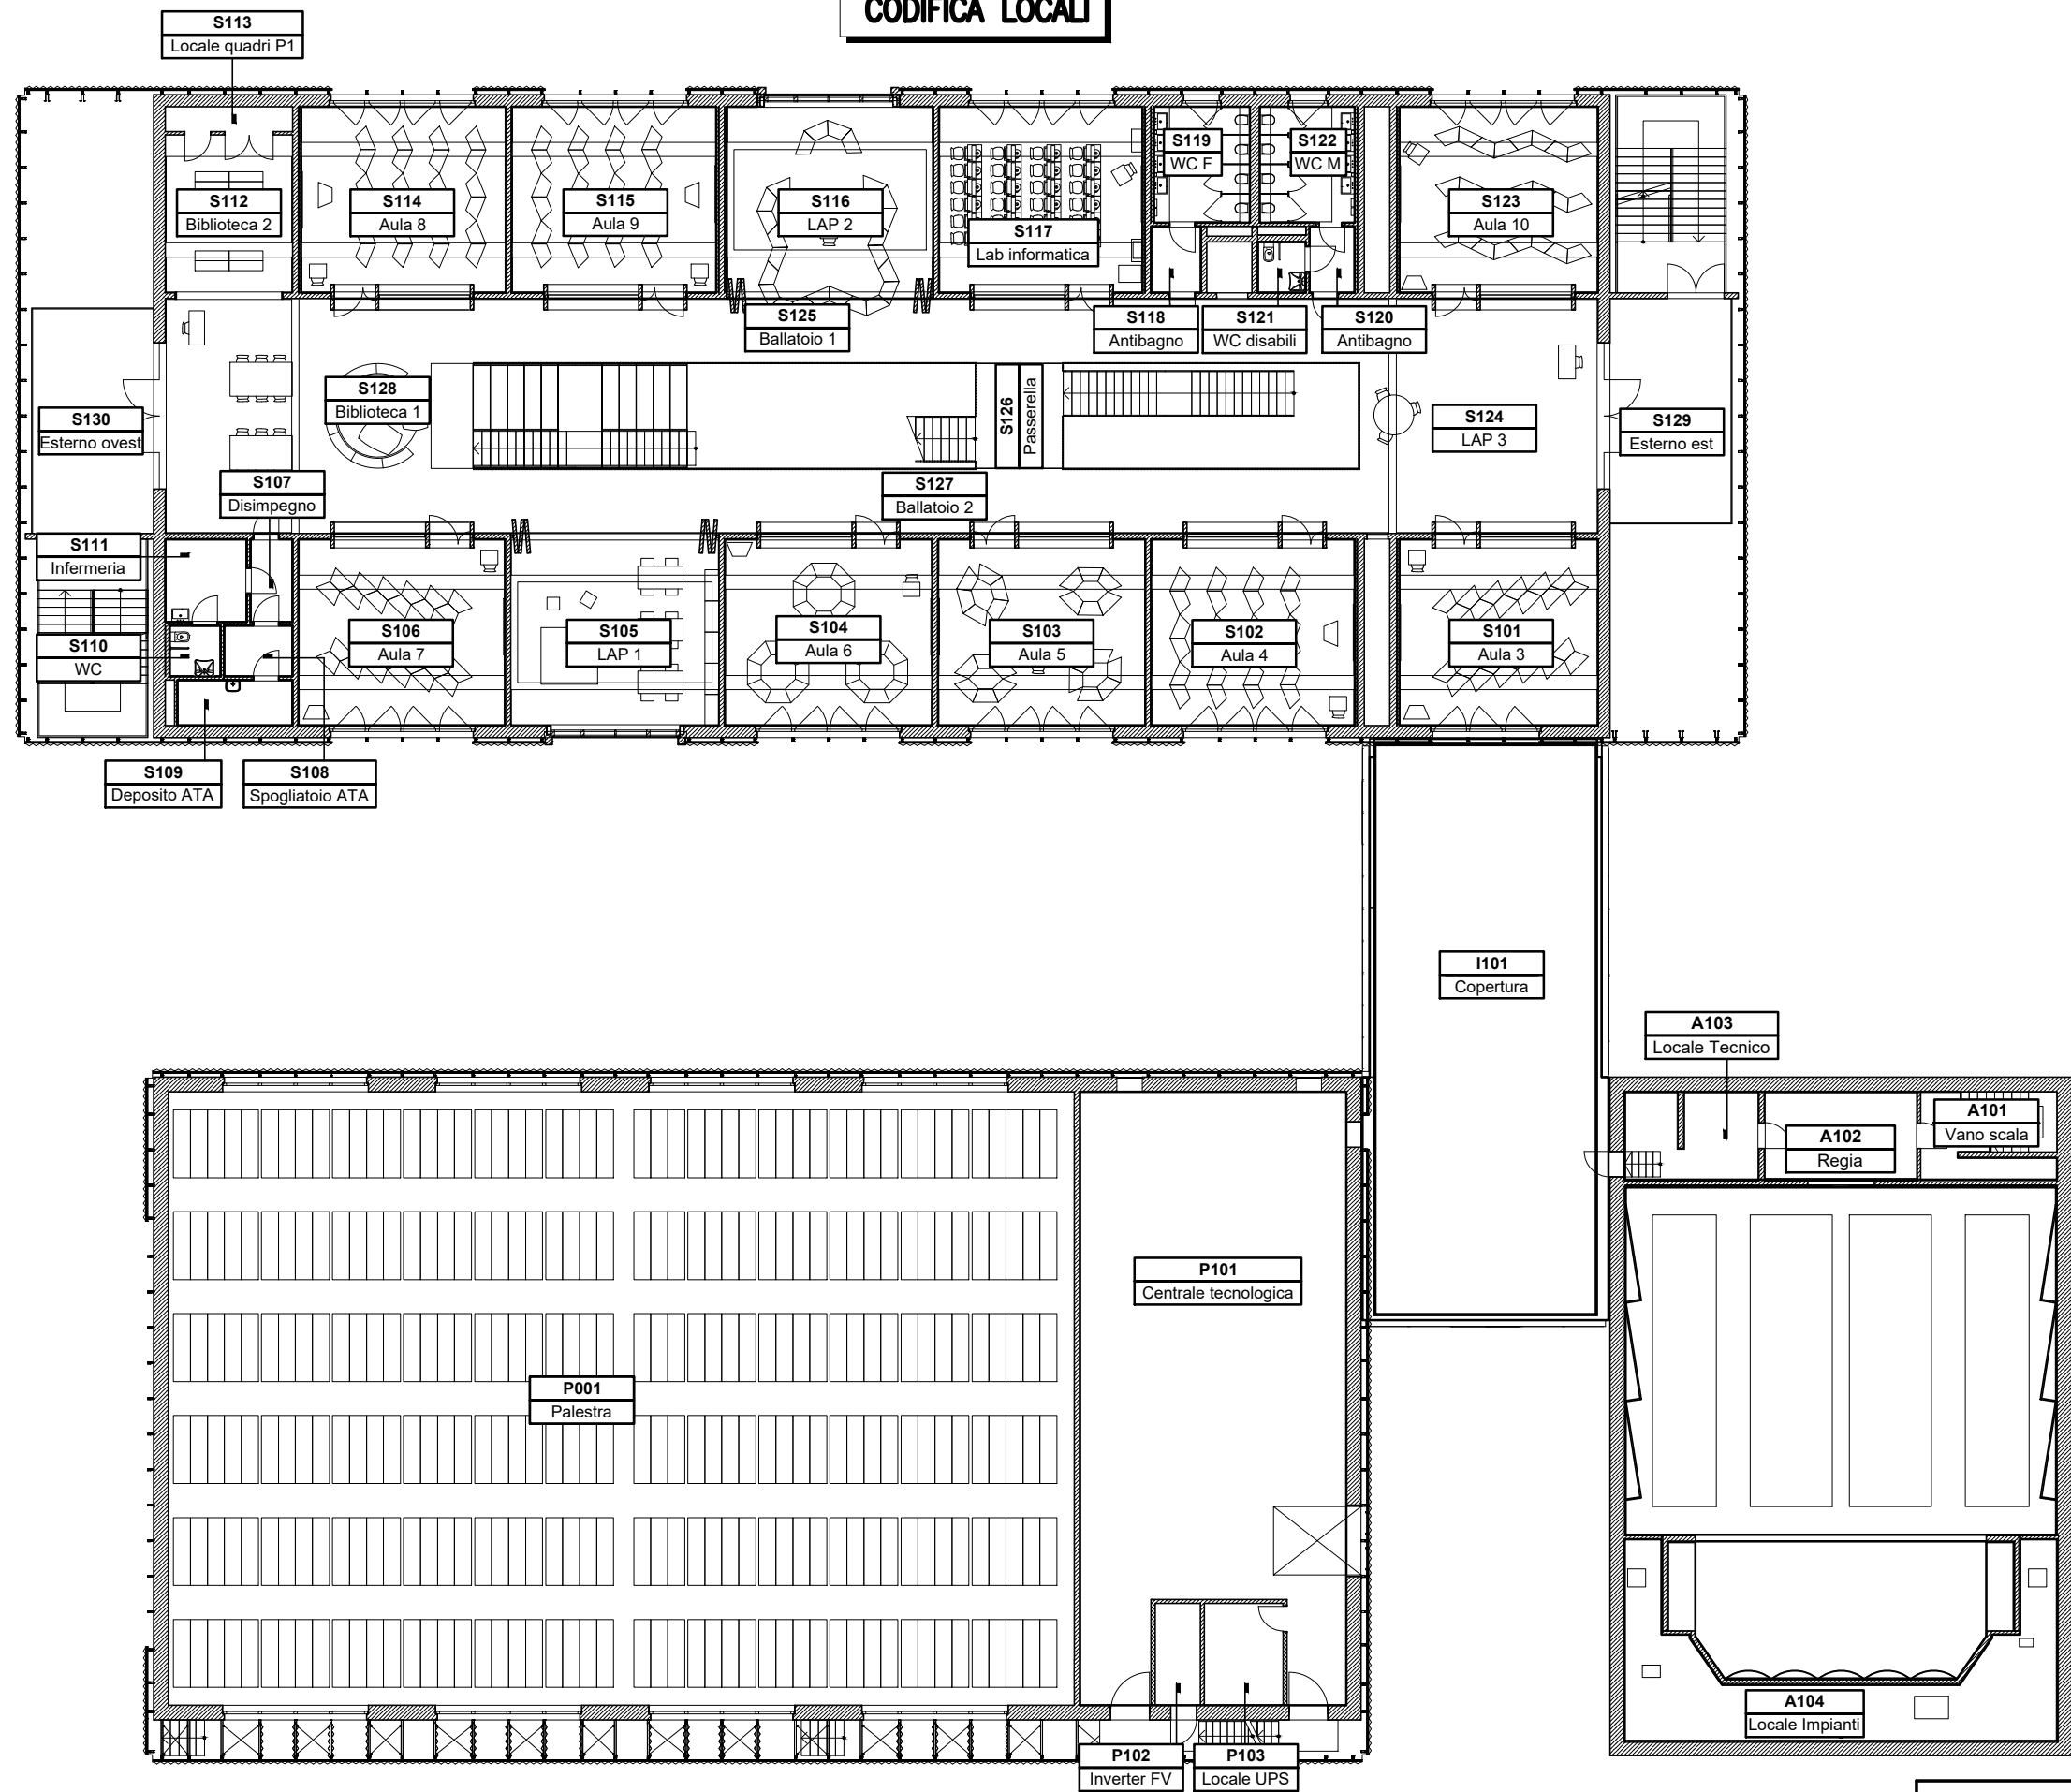 CODIFICA LOCALI
S113
Locale quadri P1
S112
Biblioteca 2
S114
Aula 8
S115
Aula 9
S116
LAP 2
S117
Lab informatica
S119
WC F
S122
WC M
S123
Aula 10
S125
Ballatoio 1
S118
Antibagno
S121
WC disabili
S120
Antibagno
S128
Biblioteca 1
S126
Passerella
S130
Esterno ovest
S124
LAP 3
S129
Esterno est
S107
Disimpegno
S127
Ballatoio 2
S111
Infermeria
S110
WC
S106
Aula 7
S105
LAP 1
S104
Aula 6
S103
Aula 5
S102
Aula 4
S101
Aula 3
S109
Deposito ATA
S108
Spogliatoio ATA
I101
Copertura
A103
Locale Tecnico
A102
Regia
A101
Vano scala
P101
Centrale tecnologica
P001
Palestra
A104
Locale Impianti
P102
Inverter FV
P103
Locale UPS